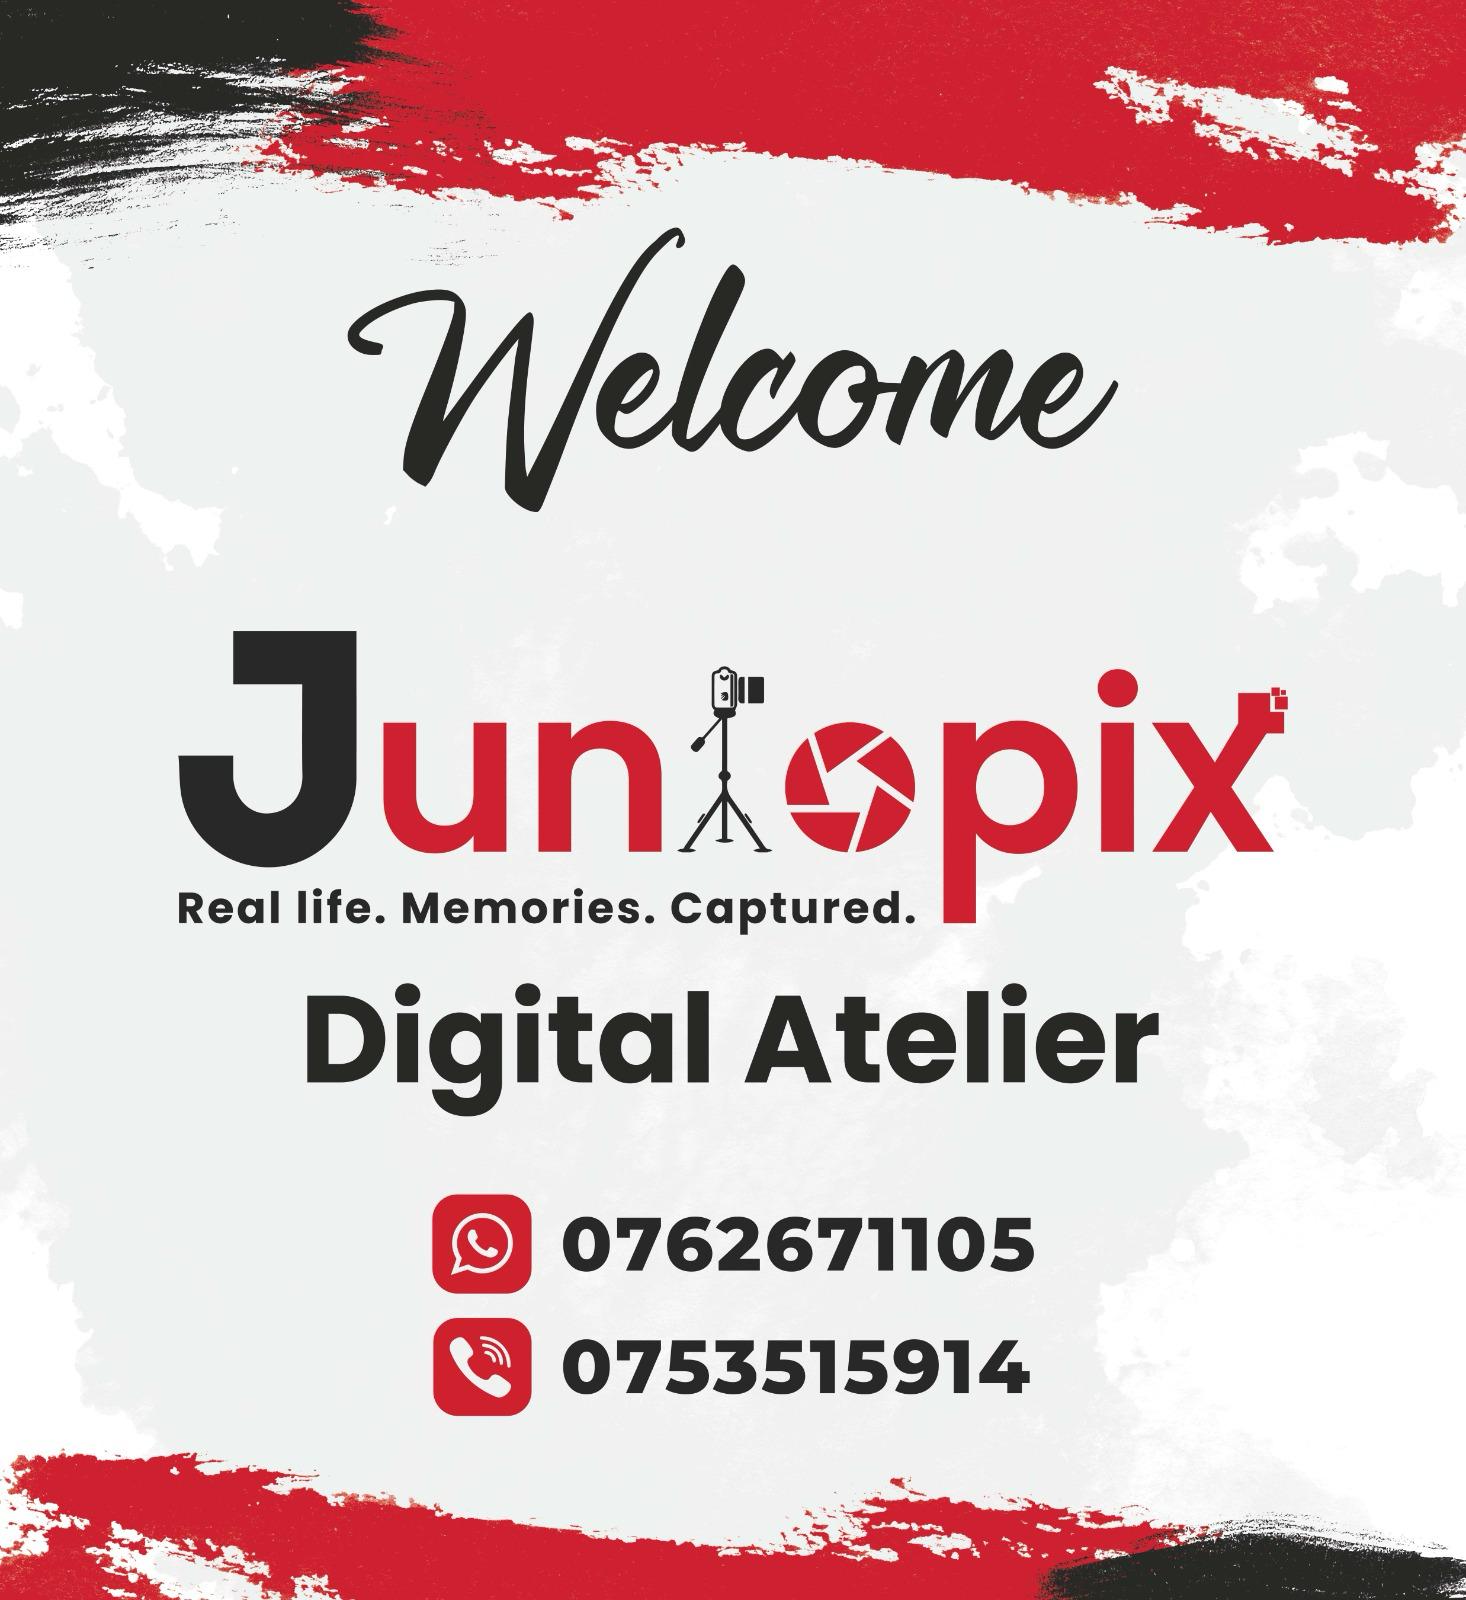 Welcome
Juniopix
Real life. Memories. Captured.
Digital Atelier
0762671105
0753515914